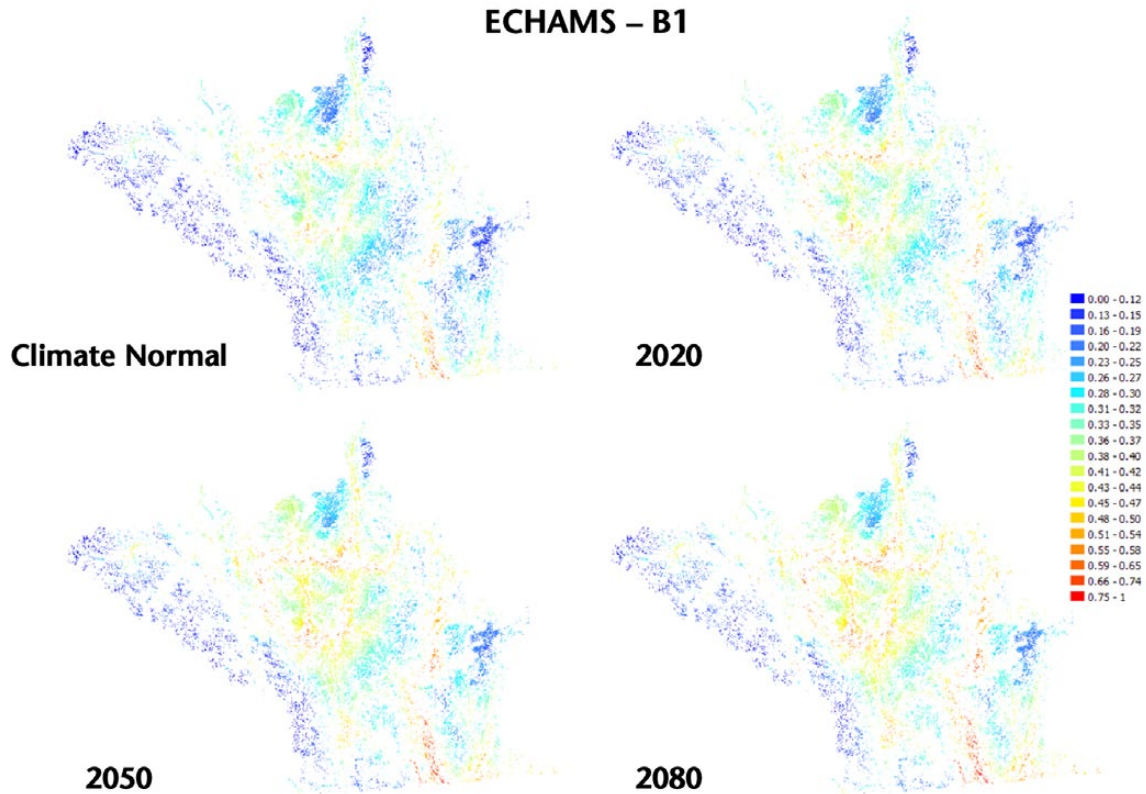 ECHAMS – B1
Climate Normal
2020
0.00 - 0.12
0.13 - 0.15
0.16 - 0.19
0.20 - 0.22
0.23 - 0.25
0.26 - 0.27
0.28 - 0.30
0.31 - 0.32
0.33 - 0.35
0.36 - 0.37
0.38 - 0.40
0.41 - 0.42
0.43 - 0.44
0.45 - 0.47
0.48 - 0.50
0.51 - 0.54
0.55 - 0.58
0.59 - 0.65
0.66 - 0.74
0.75 - 1
2050
2080